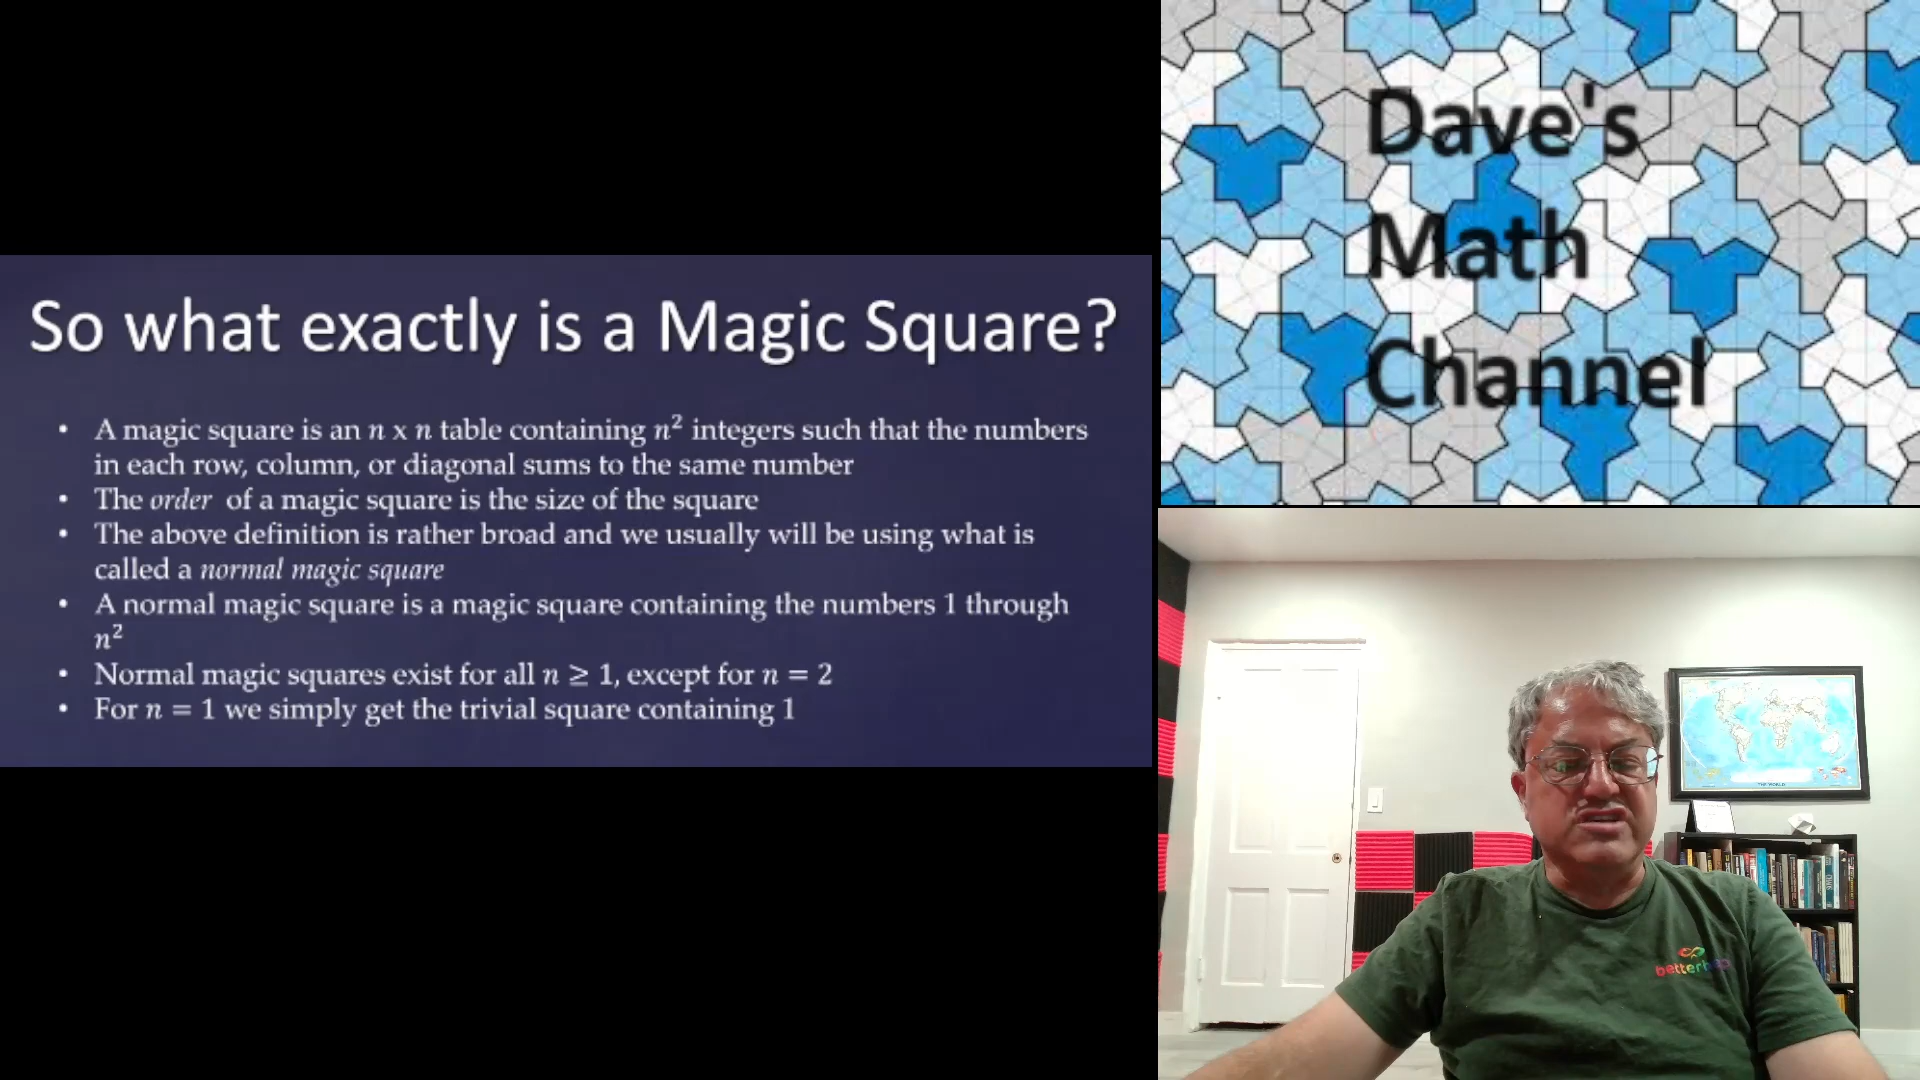 So what exactly is a Magic Square?
• A magic square is an n x n table containing n² integers such that the numbers
in each row, column, or diagonal sums to the same number
• The order of a magic square is the size of the square
• The above definition is rather broad and we usually will be using what is
called a normal magic square
• A normal magic square is a magic square containing the numbers 1 through
n²
• Normal magic squares exist for all n ≥ 1, except for n = 2
• For n = 1 we simply get the trivial square containing 1
Dave's
Math
Channel
THE WORLD